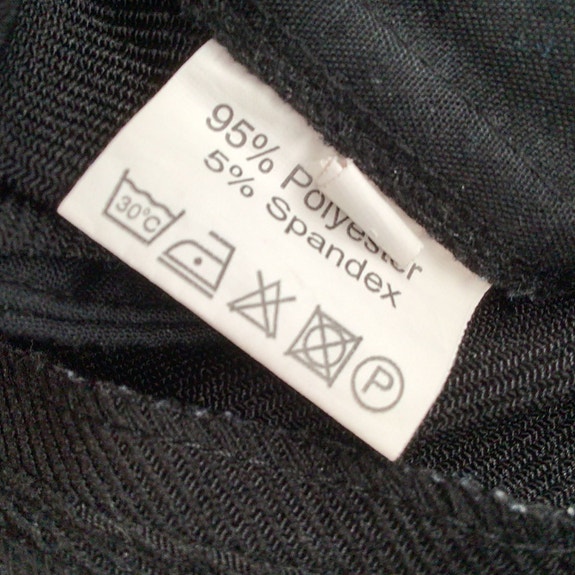 95% Polyester
5% Spandex
30°C
P